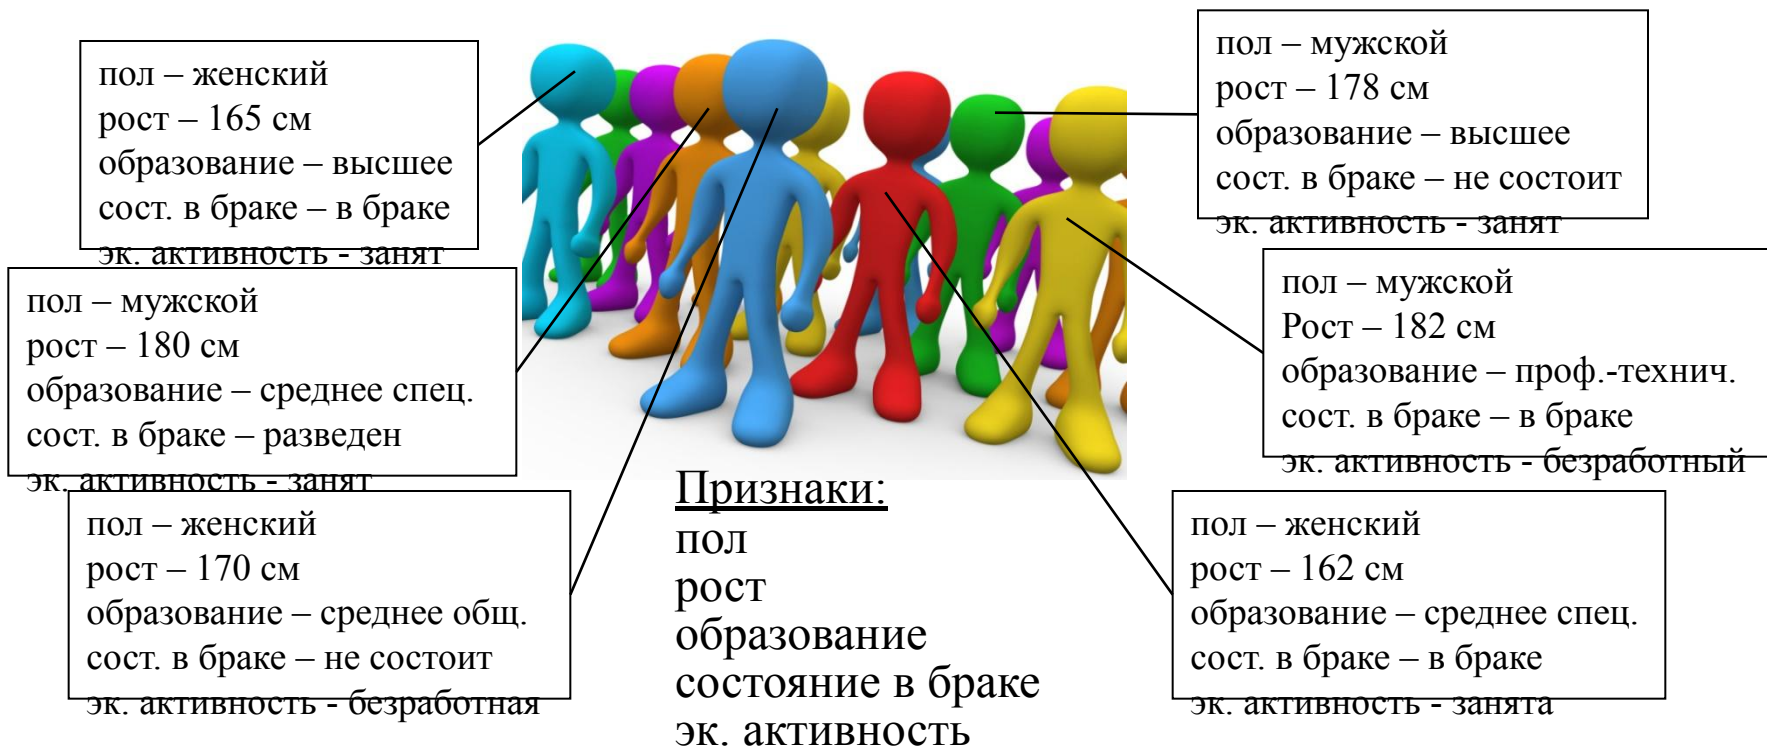 пол – женский
рост – 165 см
образование – высшее
сост. в браке – в браке
эк. активность - занят
пол – мужской
рост – 180 см
образование – среднее спец.
сост. в браке – разведен
эк. активность - занят
пол – женский
рост – 170 см
образование – среднее общ.
сост. в браке – не состоит
эк. активность - безработная
Признаки:
пол
рост
образование
состояние в браке
эк. активность
пол – мужской
рост – 178 см
образование – высшее
сост. в браке – не состоит
эк. активность - занят
пол – мужской
Рост – 182 см
образование – проф.-технич.
сост. в браке – в браке
эк. активность - безработный
пол – женский
рост – 162 см
образование – среднее спец.
сост. в браке – в браке
эк. активность - занята